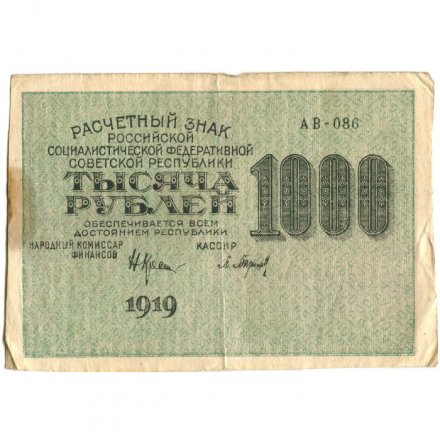 РАСЧЕТНЫЙ ЗНАК
РОССИЙСКОЙ
СОЦИАЛИСТИЧЕСКОЙ ФЕДЕРАТИВНОЙ
СОВЕТСКОЙ РЕСПУБЛИКИ
ТЫСЯЧА
РУБЛЕЙ
ОБЕСПЕЧИВАЕТСЯ ВСЕМ
ДОСТОЯНИЕМ РЕСПУБЛИКИ
НАРОДНЫЙ КОМИССАР
ФИНАНСОВ
КАССИР
1919
АВ-086
1000